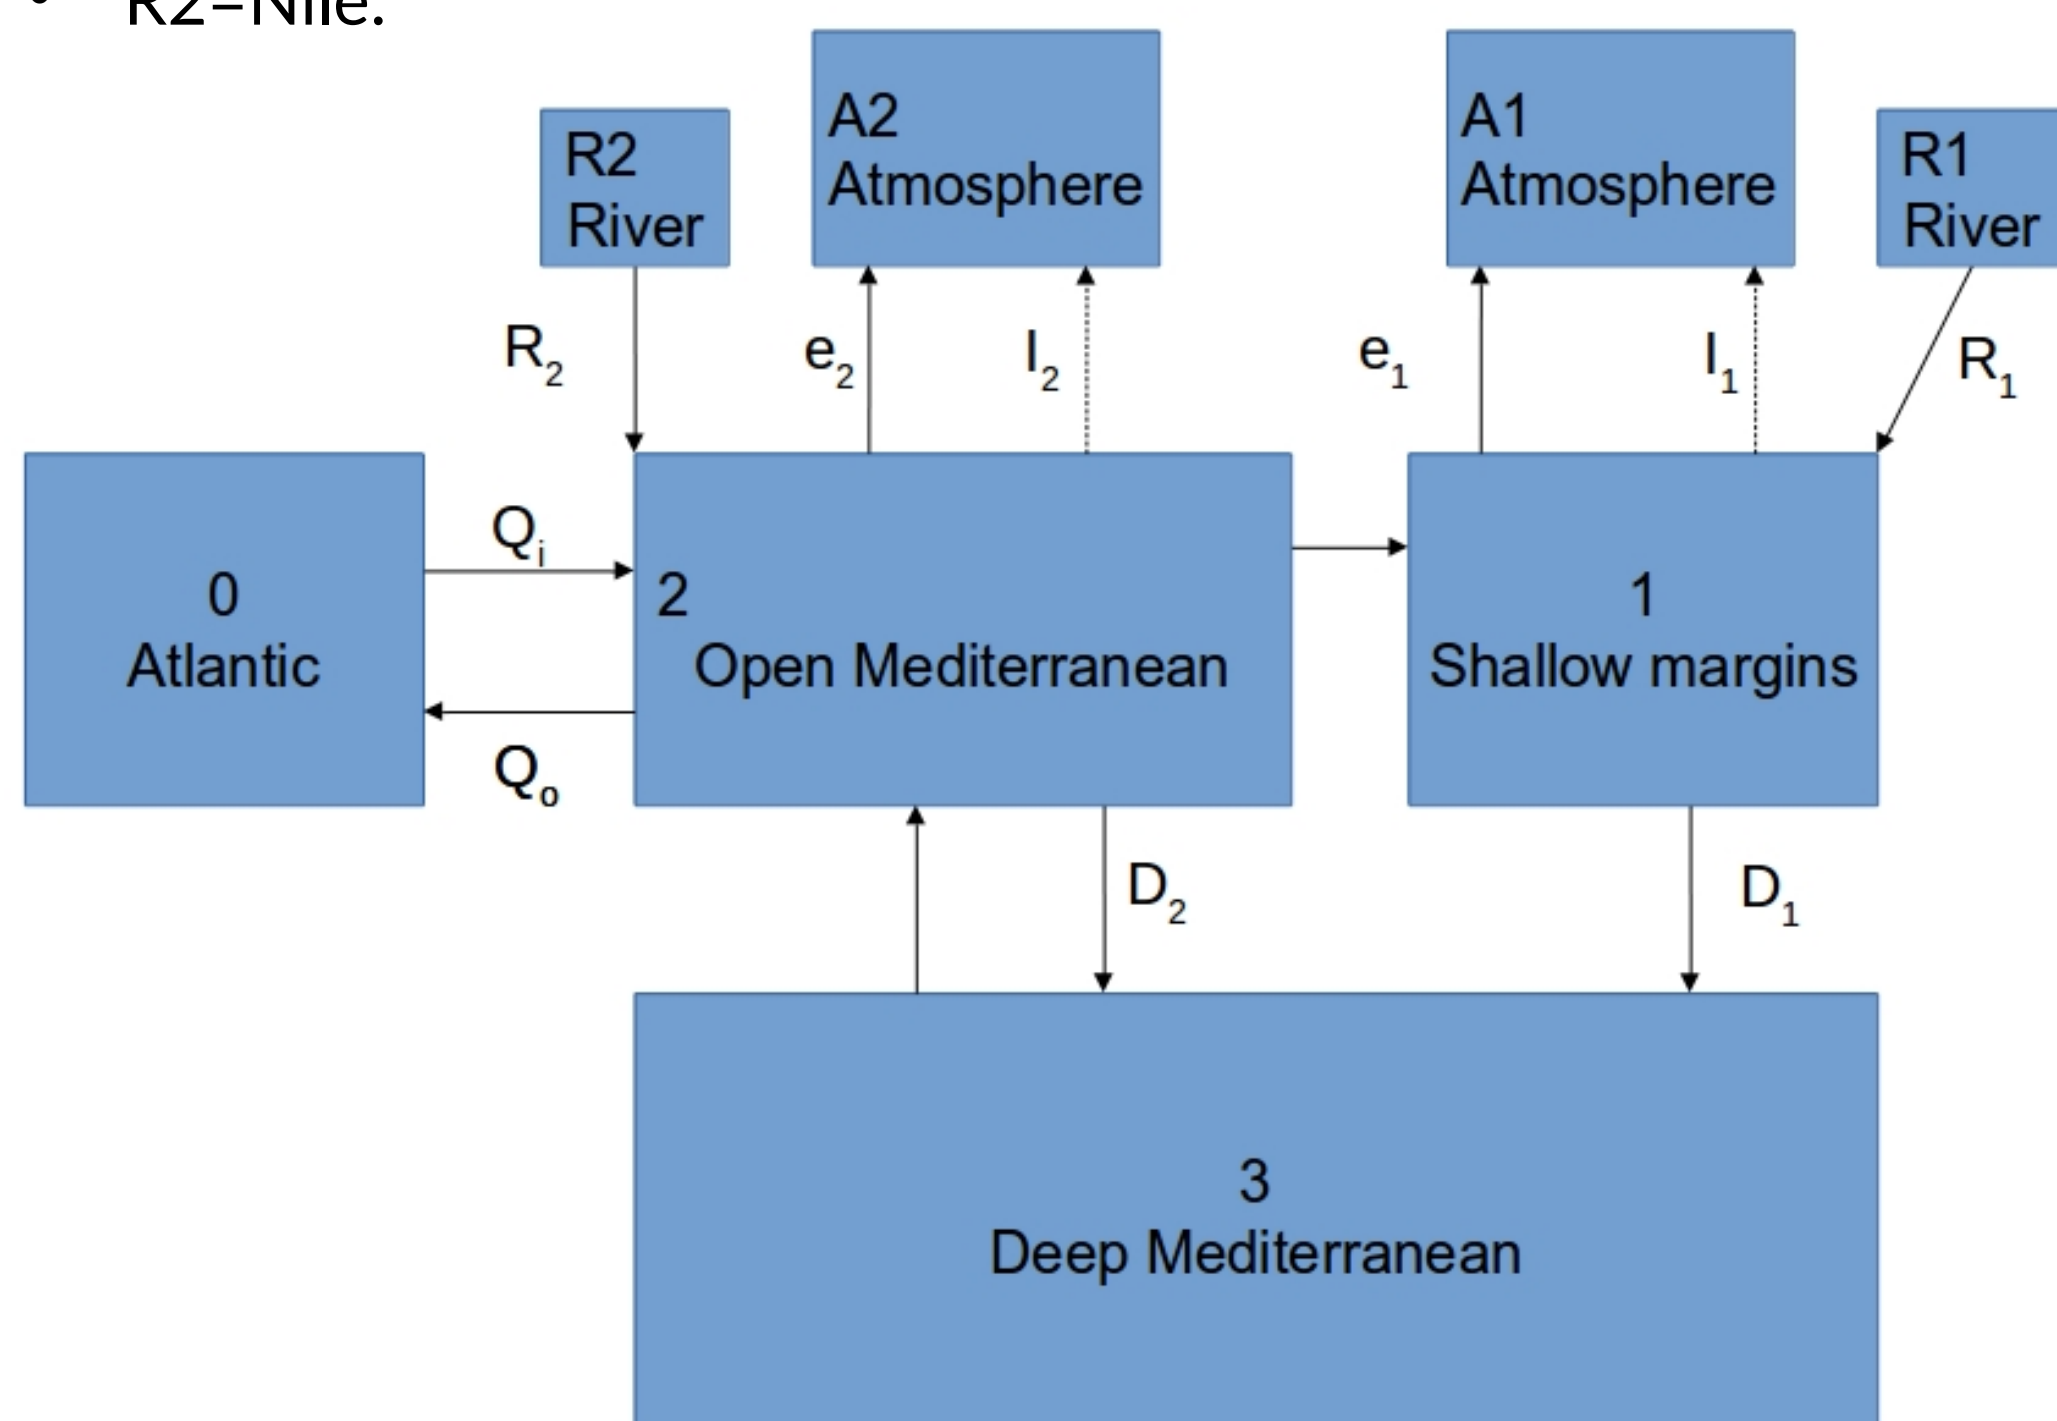 R2=Nile.
A2
Atmosphere
A1
Atmosphere
R2
River
R1
River
R2
e2
I2
e1
I1
R1
Qi
0
Atlantic
2
Open Mediterranean
1
Shallow margins
Qo
D2
D1
3
Deep Mediterranean